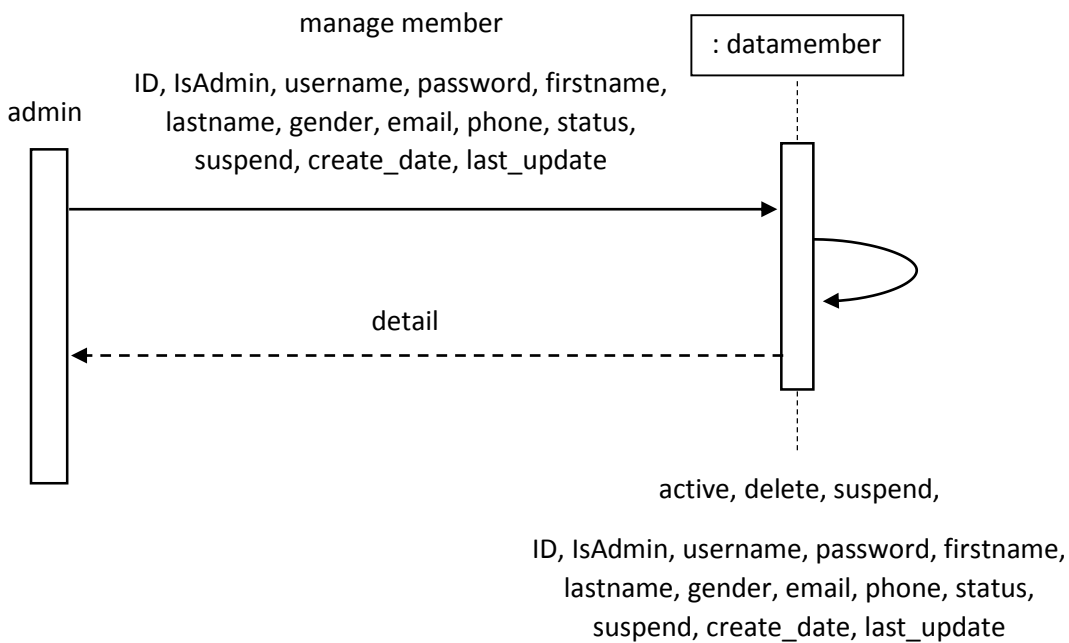 manage member
: datamember
ID, IsAdmin, username, password, firstname,
lastname, gender, email, phone, status,
suspend, create_date, last_update
admin
detail
active, delete, suspend,
ID, IsAdmin, username, password, firstname,
lastname, gender, email, phone, status,
suspend, create_date, last_update